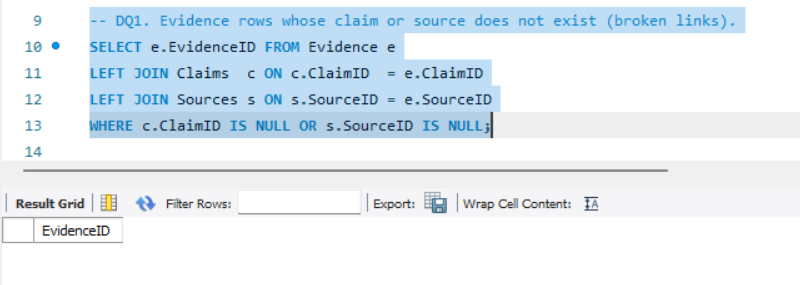 9 -- DQ1. Evidence rows whose claim or source does not exist (broken links).
10 SELECT e.EvidenceID FROM Evidence e
11 LEFT JOIN Claims  c ON c.ClaimID  = e.ClaimID
12 LEFT JOIN Sources s ON s.SourceID = e.SourceID
13 WHERE c.ClaimID IS NULL OR s.SourceID IS NULL;
14
Result Grid Filter Rows: Export: Wrap Cell Content: IA
EvidenceID